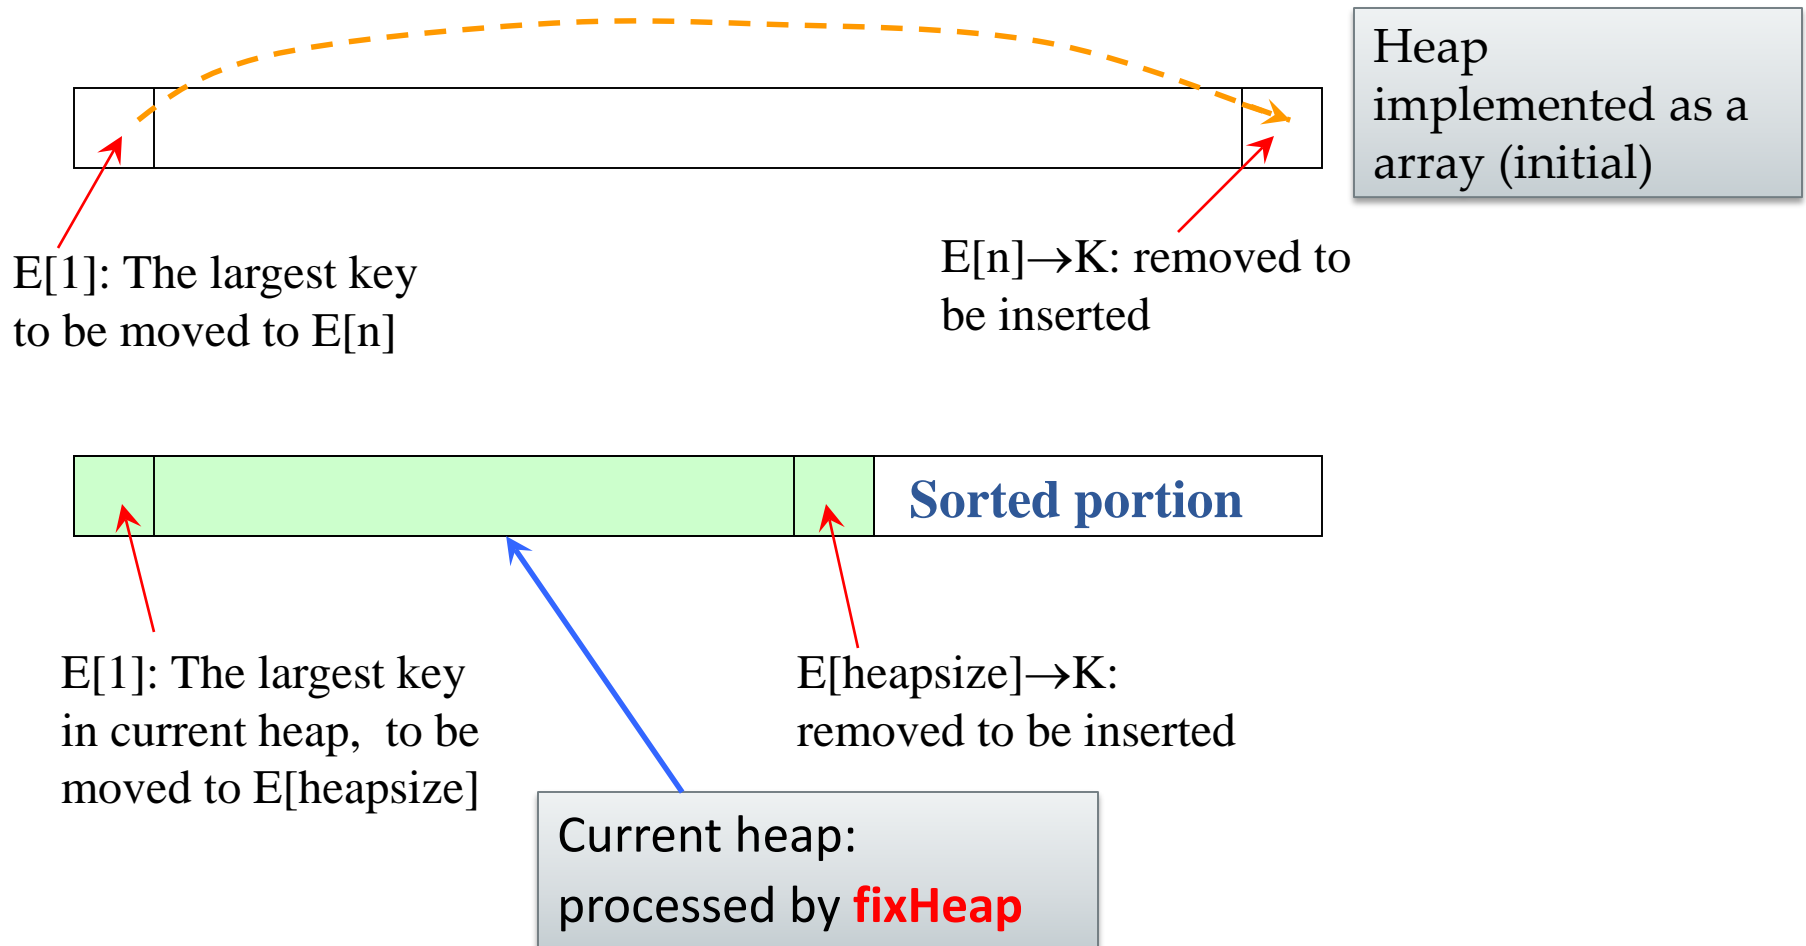 Heap
implemented as a
array (initial)
E[1]: The largest key
to be moved to E[n]
E[n]→K: removed to
be inserted
Sorted portion
E[1]: The largest key
in current heap, to be
moved to E[heapsize]
E[heapsize]→K:
removed to be inserted
Current heap:
processed by fixHeap